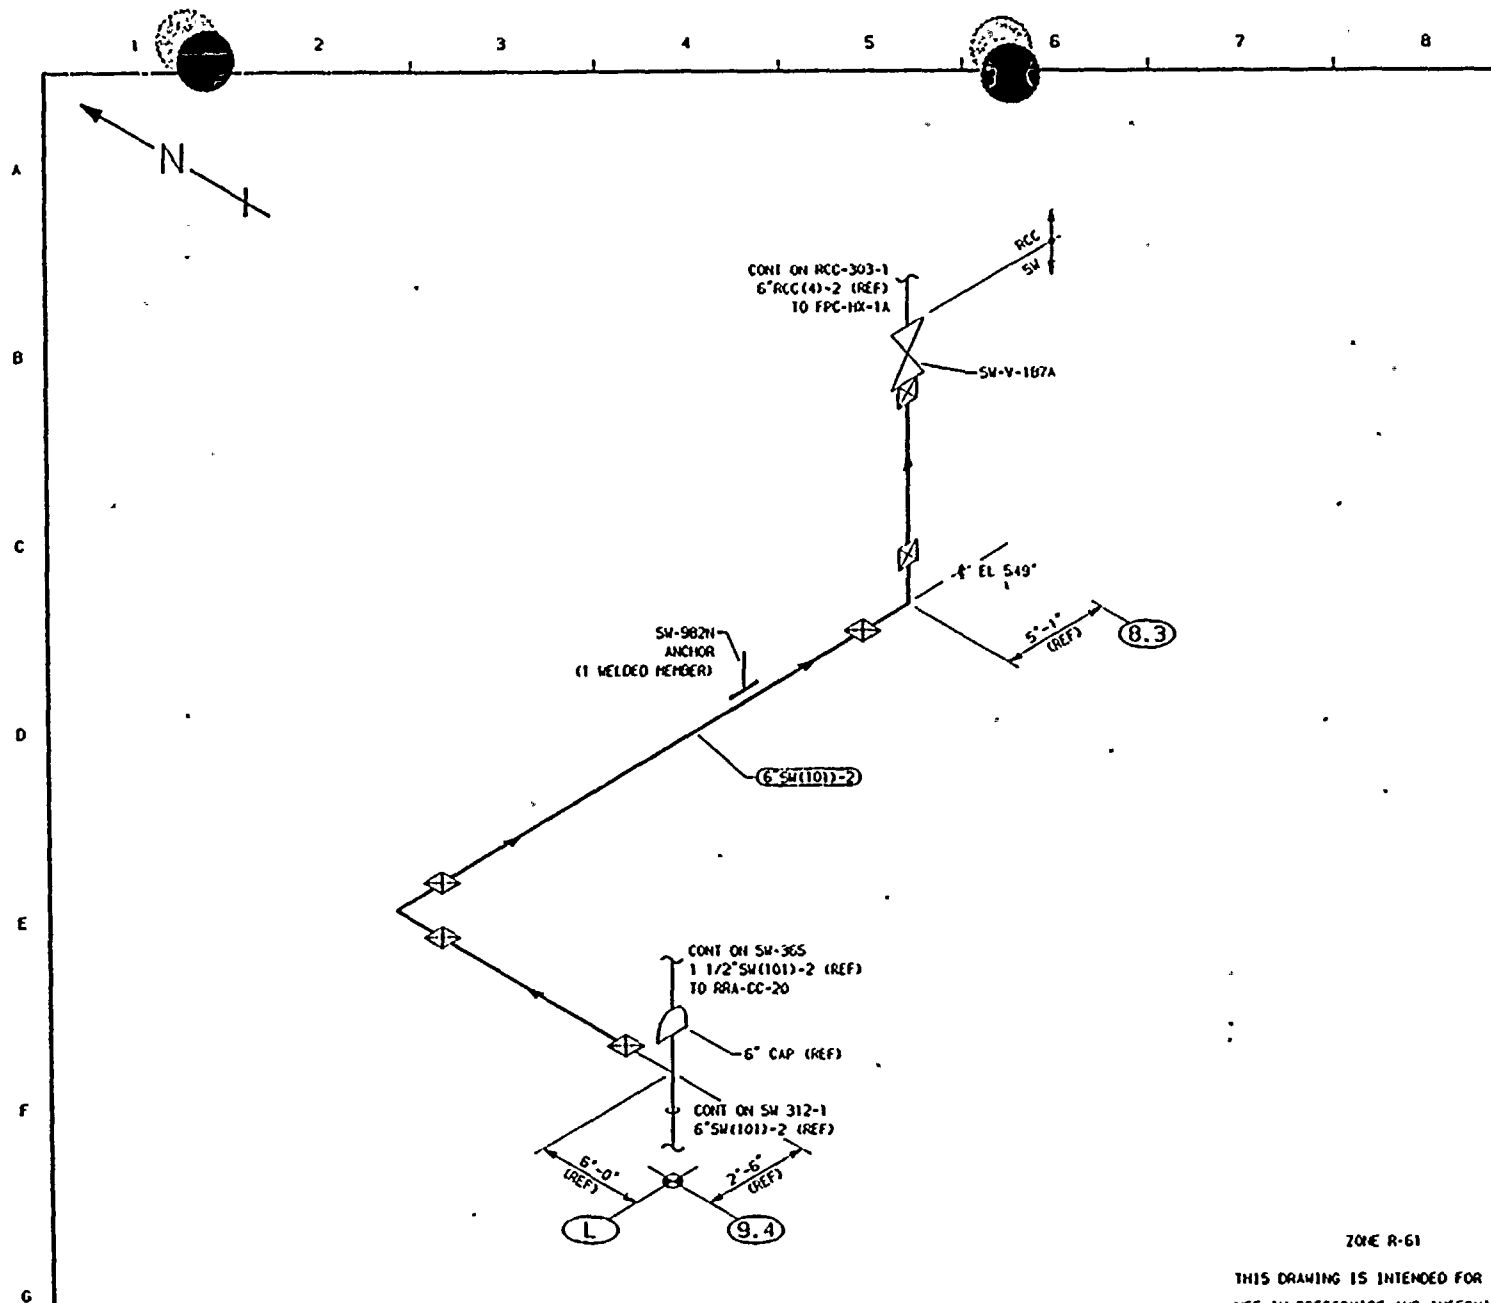 1 2 3 4 5 6 7 8
A
N
RCC
SW
CONT ON RCC-303-1
6"RCC(4)-2 (REF)
TO FPC-HX-1A
B
SW-V-187A
C
EL 549'
5'-1"
(REF)
8.3
SW-982N
ANCHOR
(1 WELDED MEMBER)
D
6"SW(101)-2
E
CONT ON SW-365
1 1/2"SW(101)-2 (REF)
TO RRA-CC-20
6" CAP (REF)
F
CONT ON SW 312-1
6"SW(101)-2 (REF)
6'-0"
(REF)
2'-6"
(REF)
L
9.4
ZONE R-61
THIS DRAWING IS INTENDED FOR
G